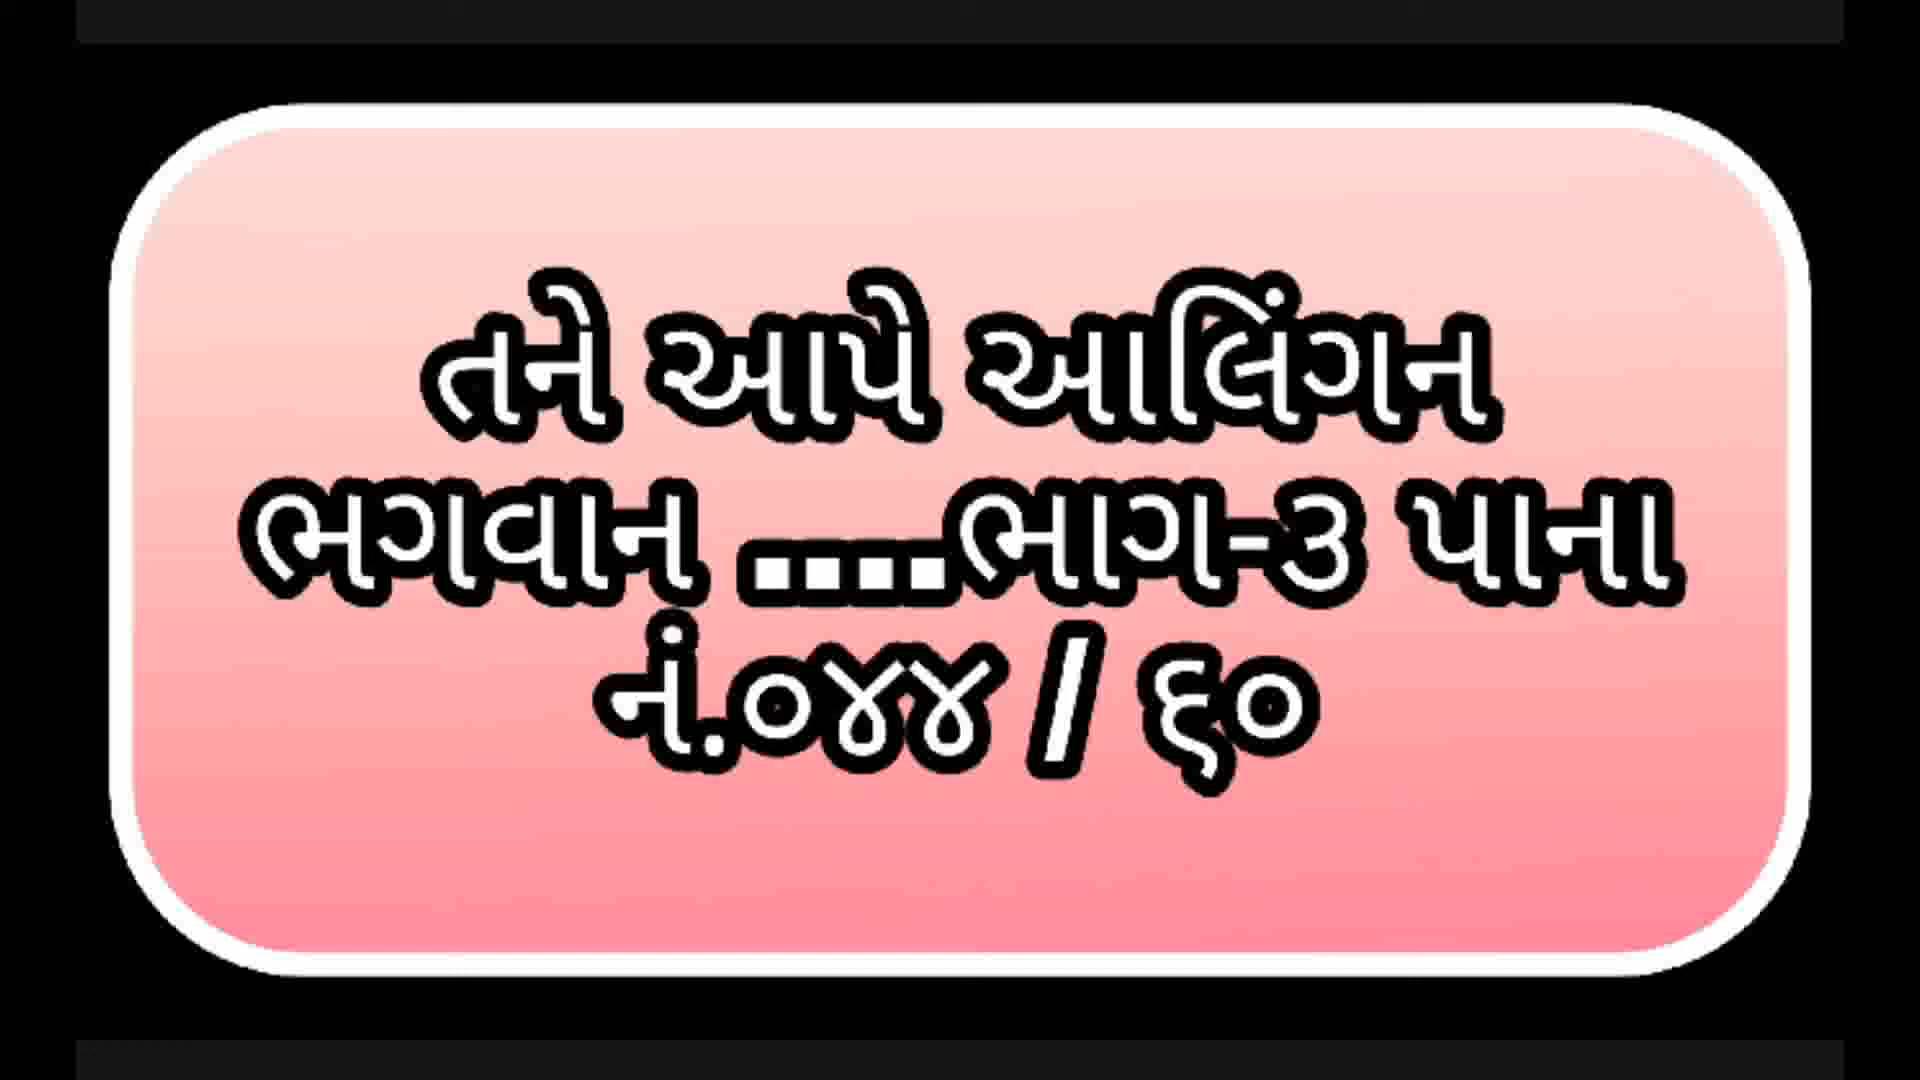 તને આપે આલિંગન
ભગવાન ....ભાગ-૩ પાના
નં.૦૪૪ / ૬૦